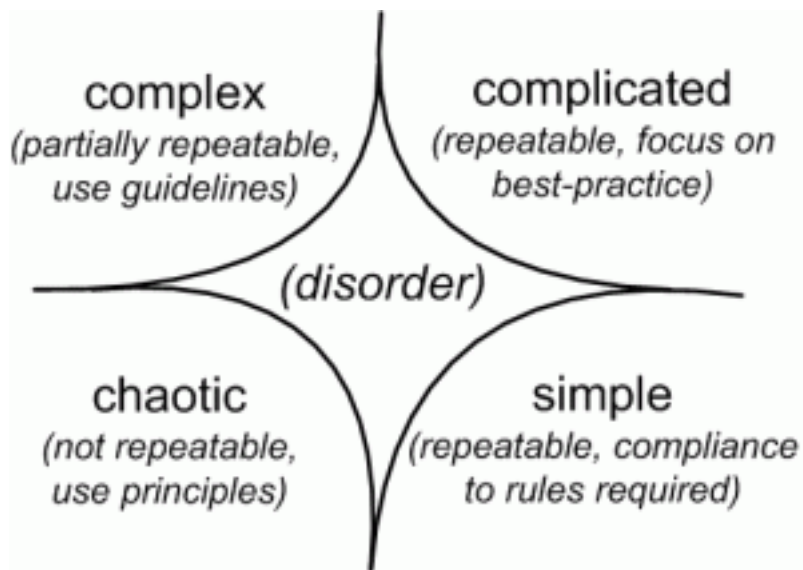 complex
(partially repeatable,
use guidelines)
complicated
(repeatable, focus on
best-practice)
(disorder)
chaotic
(not repeatable,
use principles)
simple
(repeatable, compliance
to rules required)